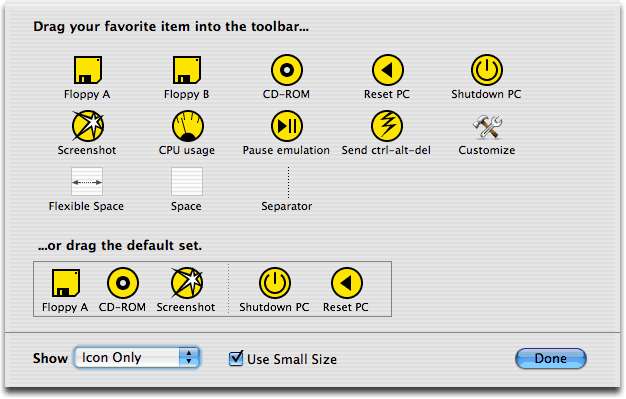 Drag your favorite item into the toolbar...
Floppy A Floppy B CD-ROM Reset PC Shutdown PC
Screenshot CPU usage Pause emulation Send ctrl-alt-del Customize
Flexible Space Space Separator
...or drag the default set.
Floppy A CD-ROM Screenshot Shutdown PC Reset PC
Show Icon Only Use Small Size Done